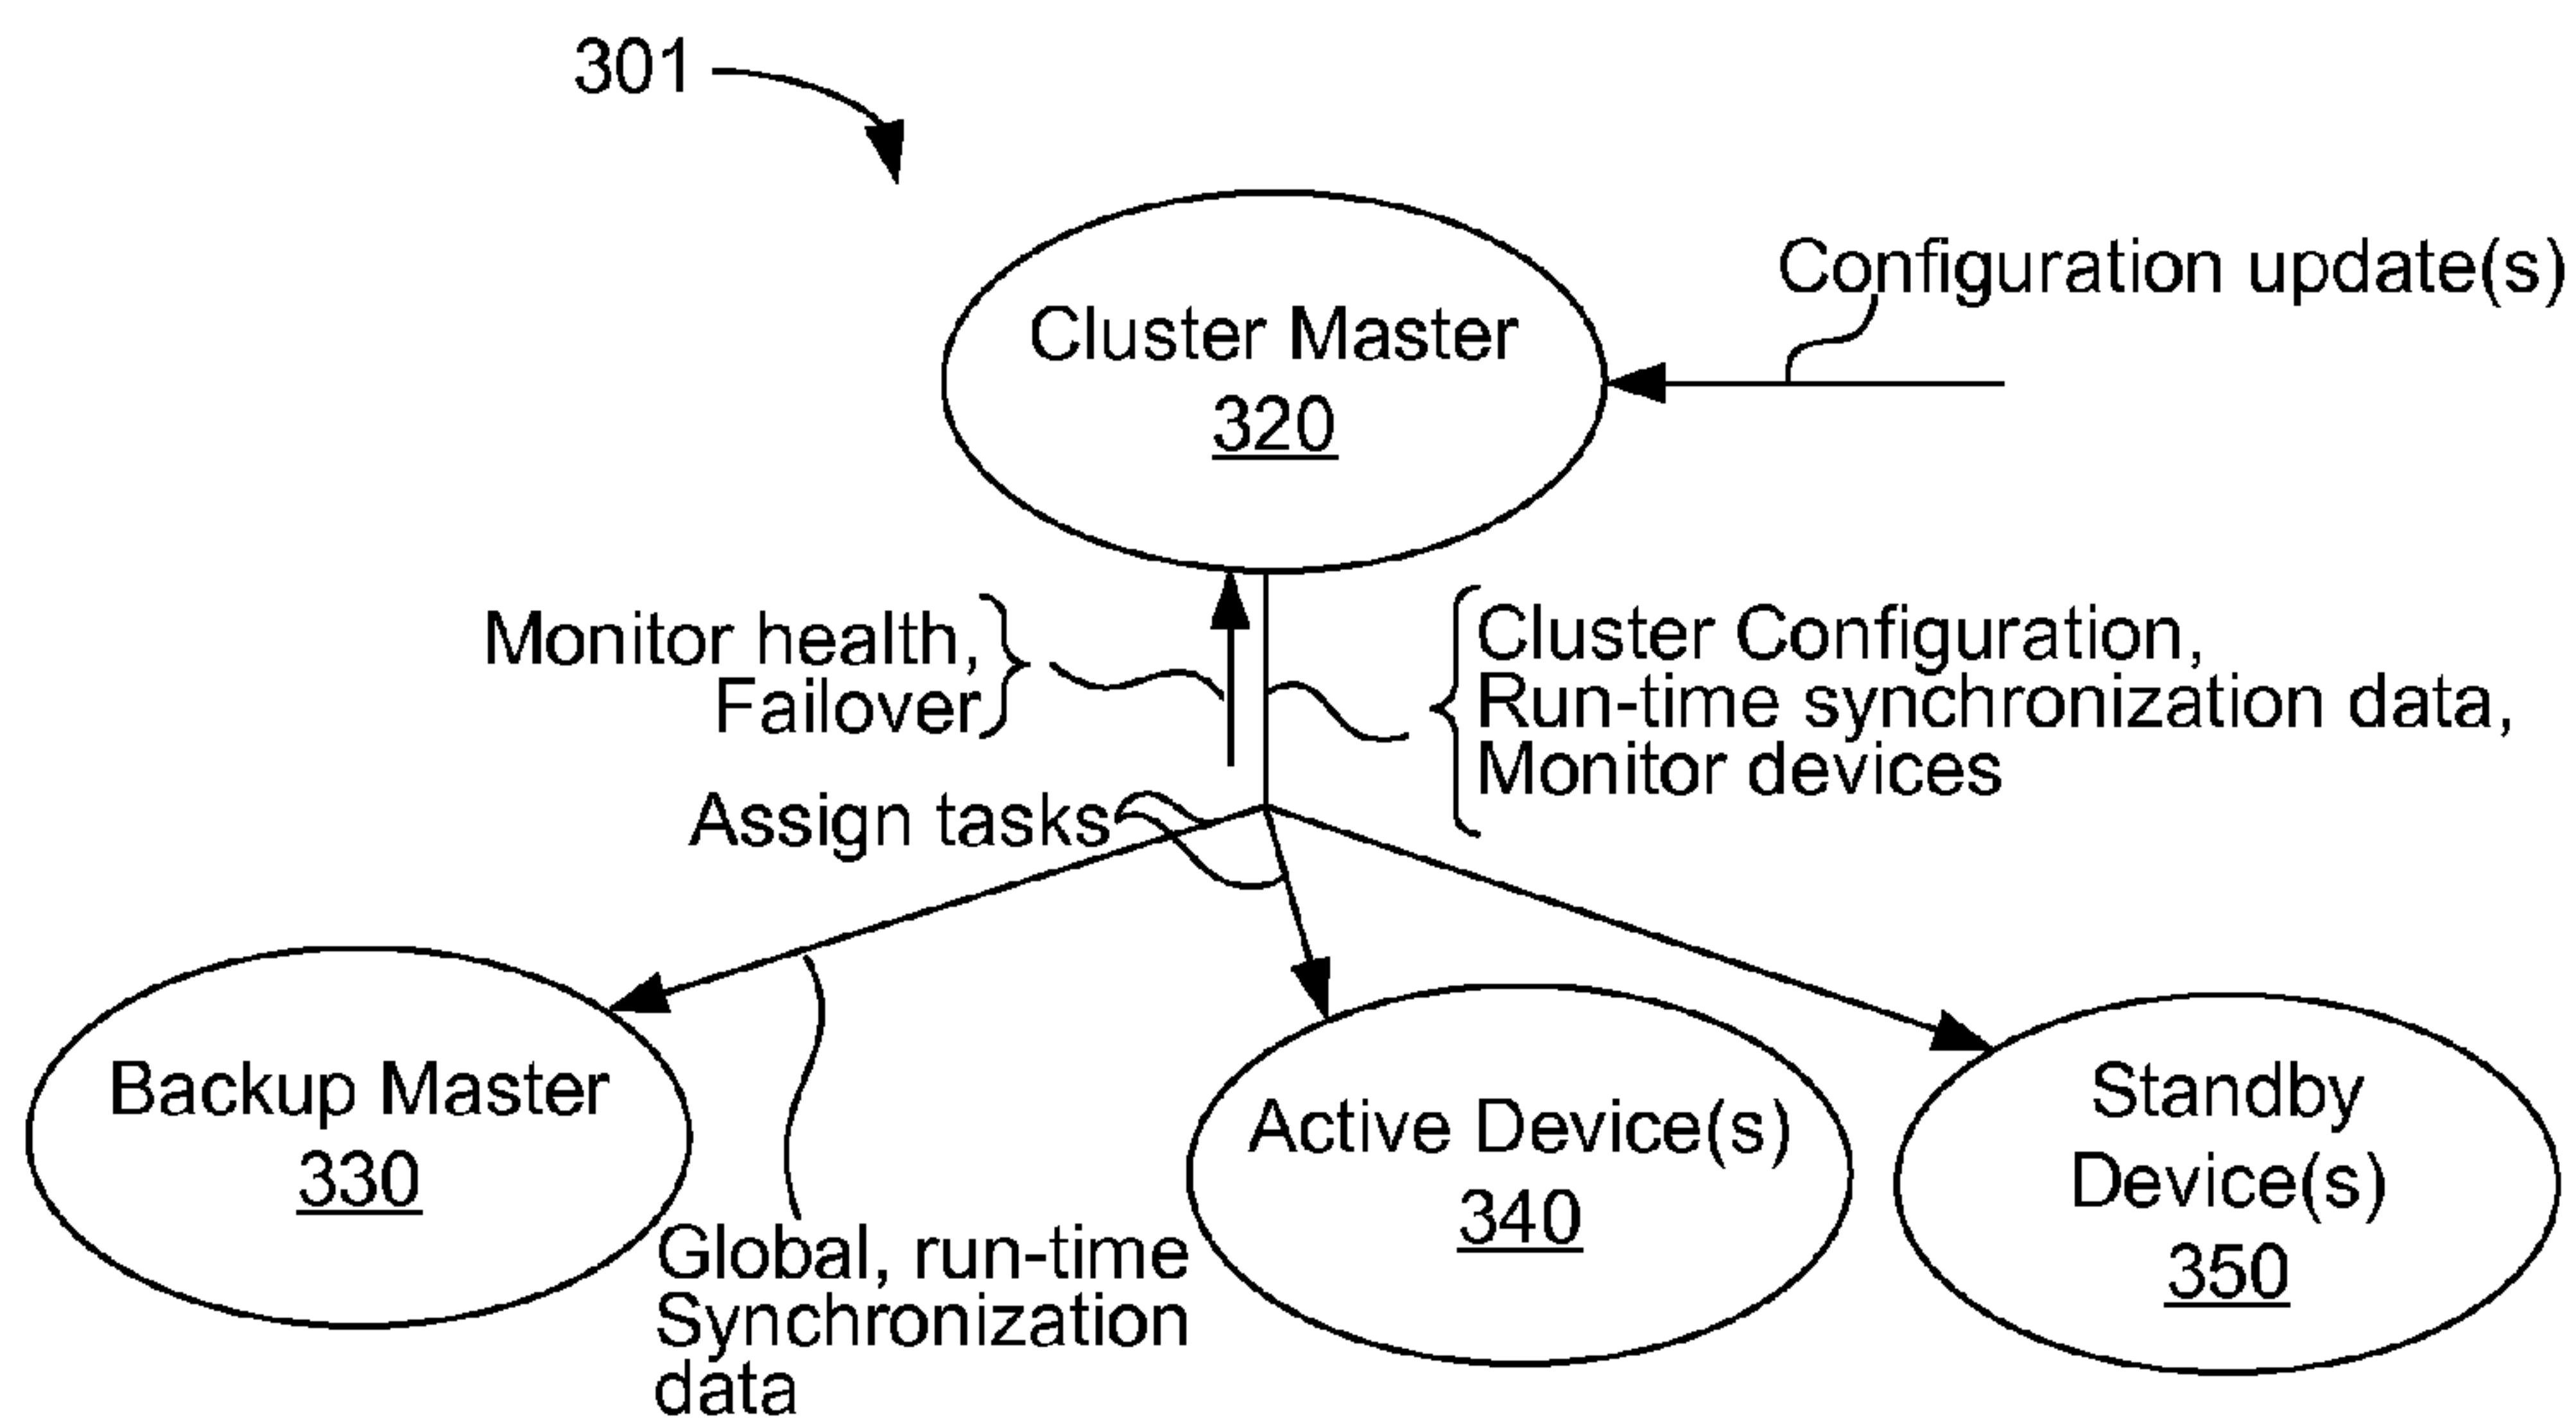 301
Configuration update(s)
Cluster Master
320
Monitor health,
Failover
Cluster Configuration,
Run-time synchronization data,
Monitor devices
Assign tasks
Backup Master
330
Global, run-time
Synchronization
data
Active Device(s)
340
Standby
Device(s)
350